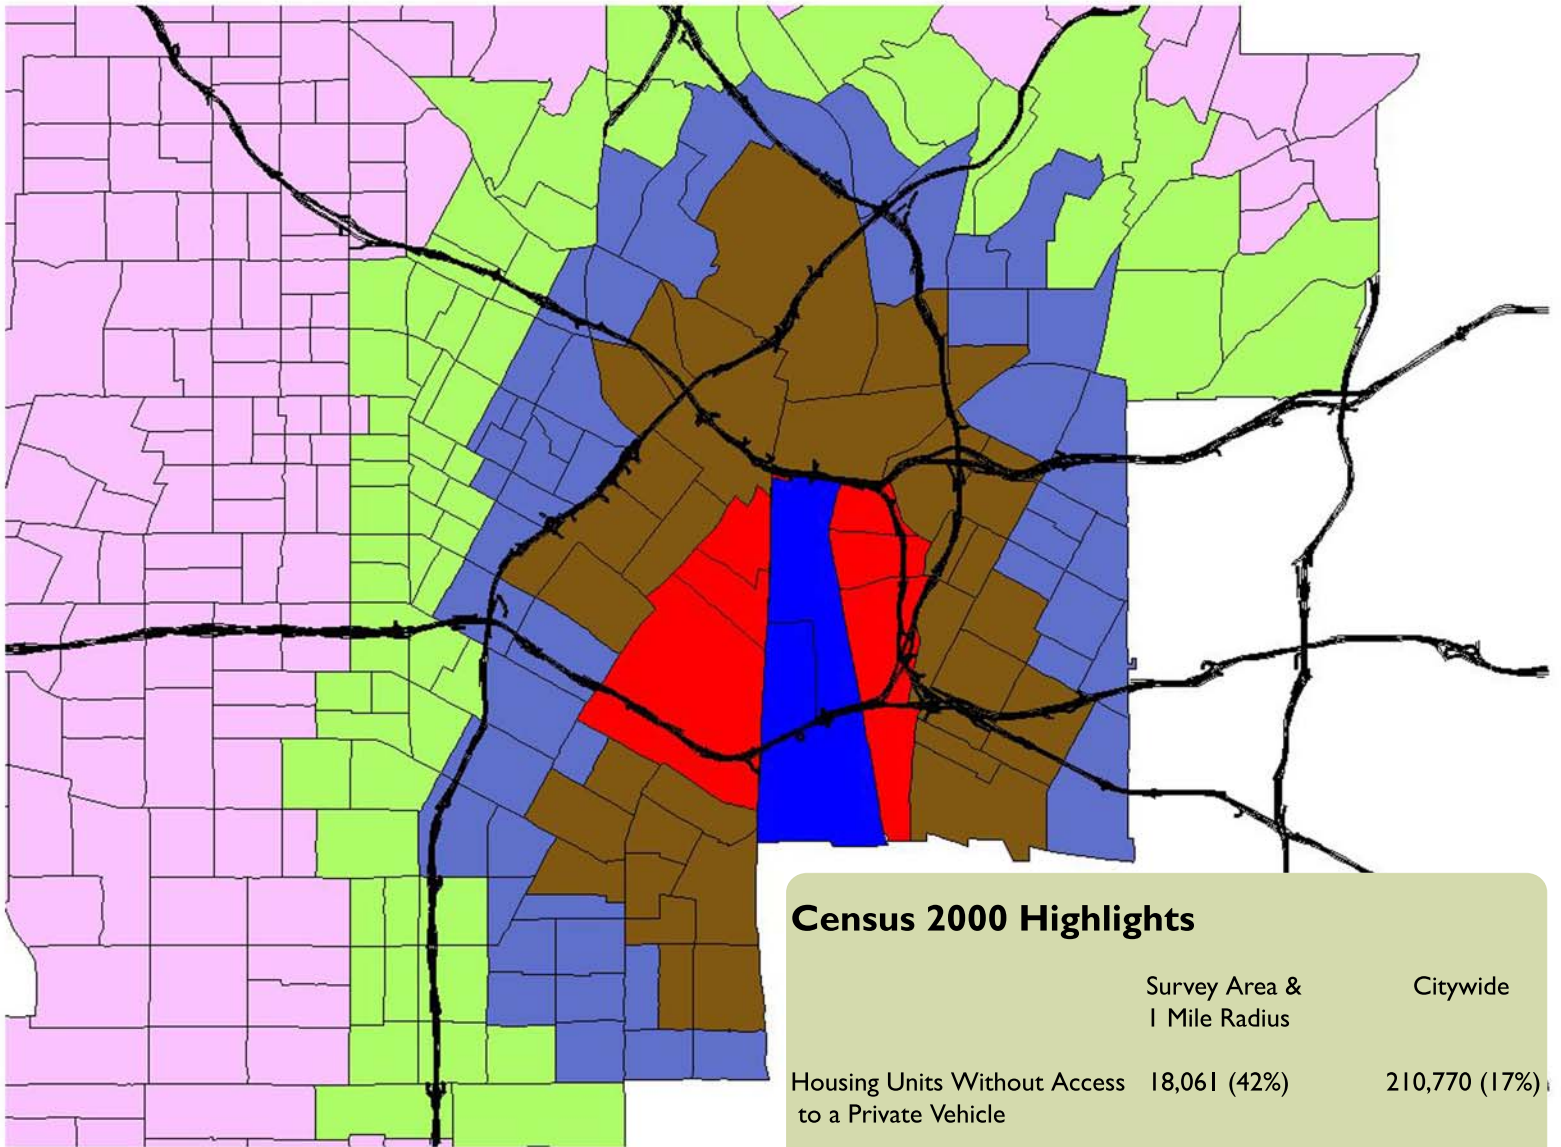 Census 2000 Highlights
Survey Area & Citywide
1 Mile Radius
Housing Units Without Access 18,061 (42%) 210,770 (17%)
to a Private Vehicle